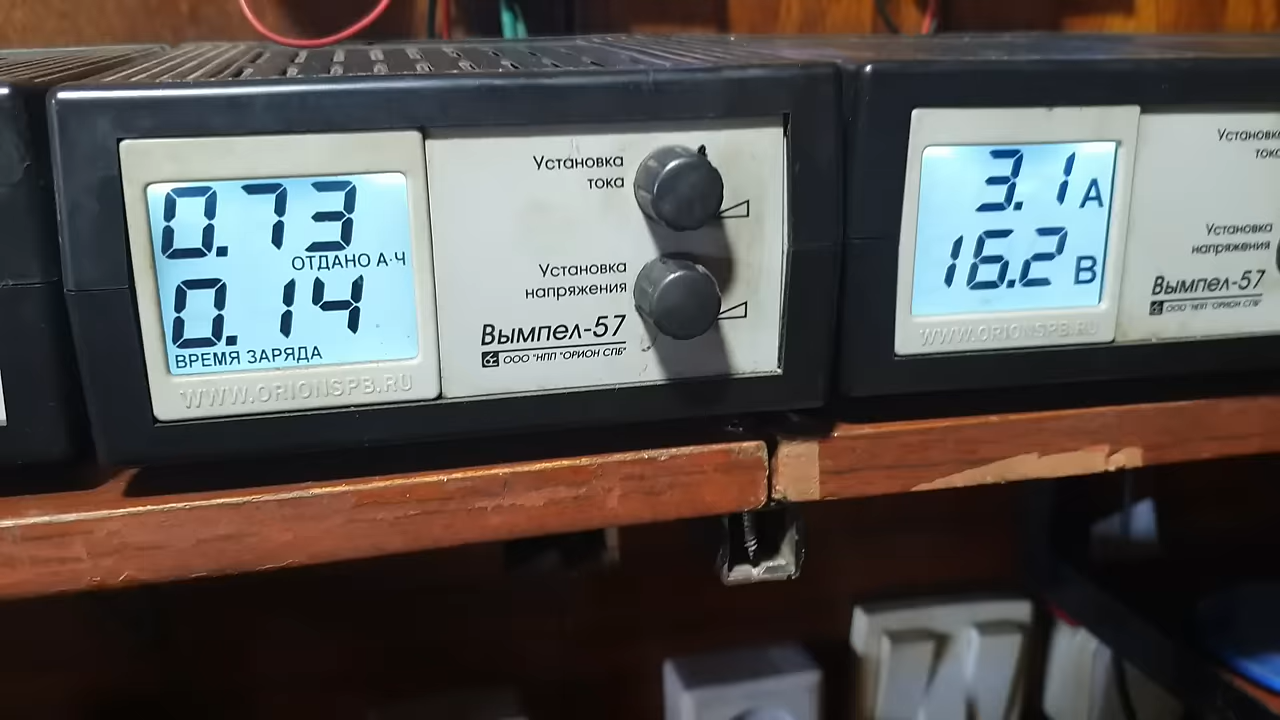 0.73
ОТДАНО А·Ч
0.14
ВРЕМЯ ЗАРЯДА
WWW.ORIONSPB.RU
Установка
тока
Установка
напряжения
Вымпел-57
ООО "НПП "ОРИОН СПБ"
3.1 А
16.2 В
WWW.ORIONSPB.RU
Установка
тока
Установка
напряжения
Вымпел-57
ООО "НПП "ОРИОН СПБ"